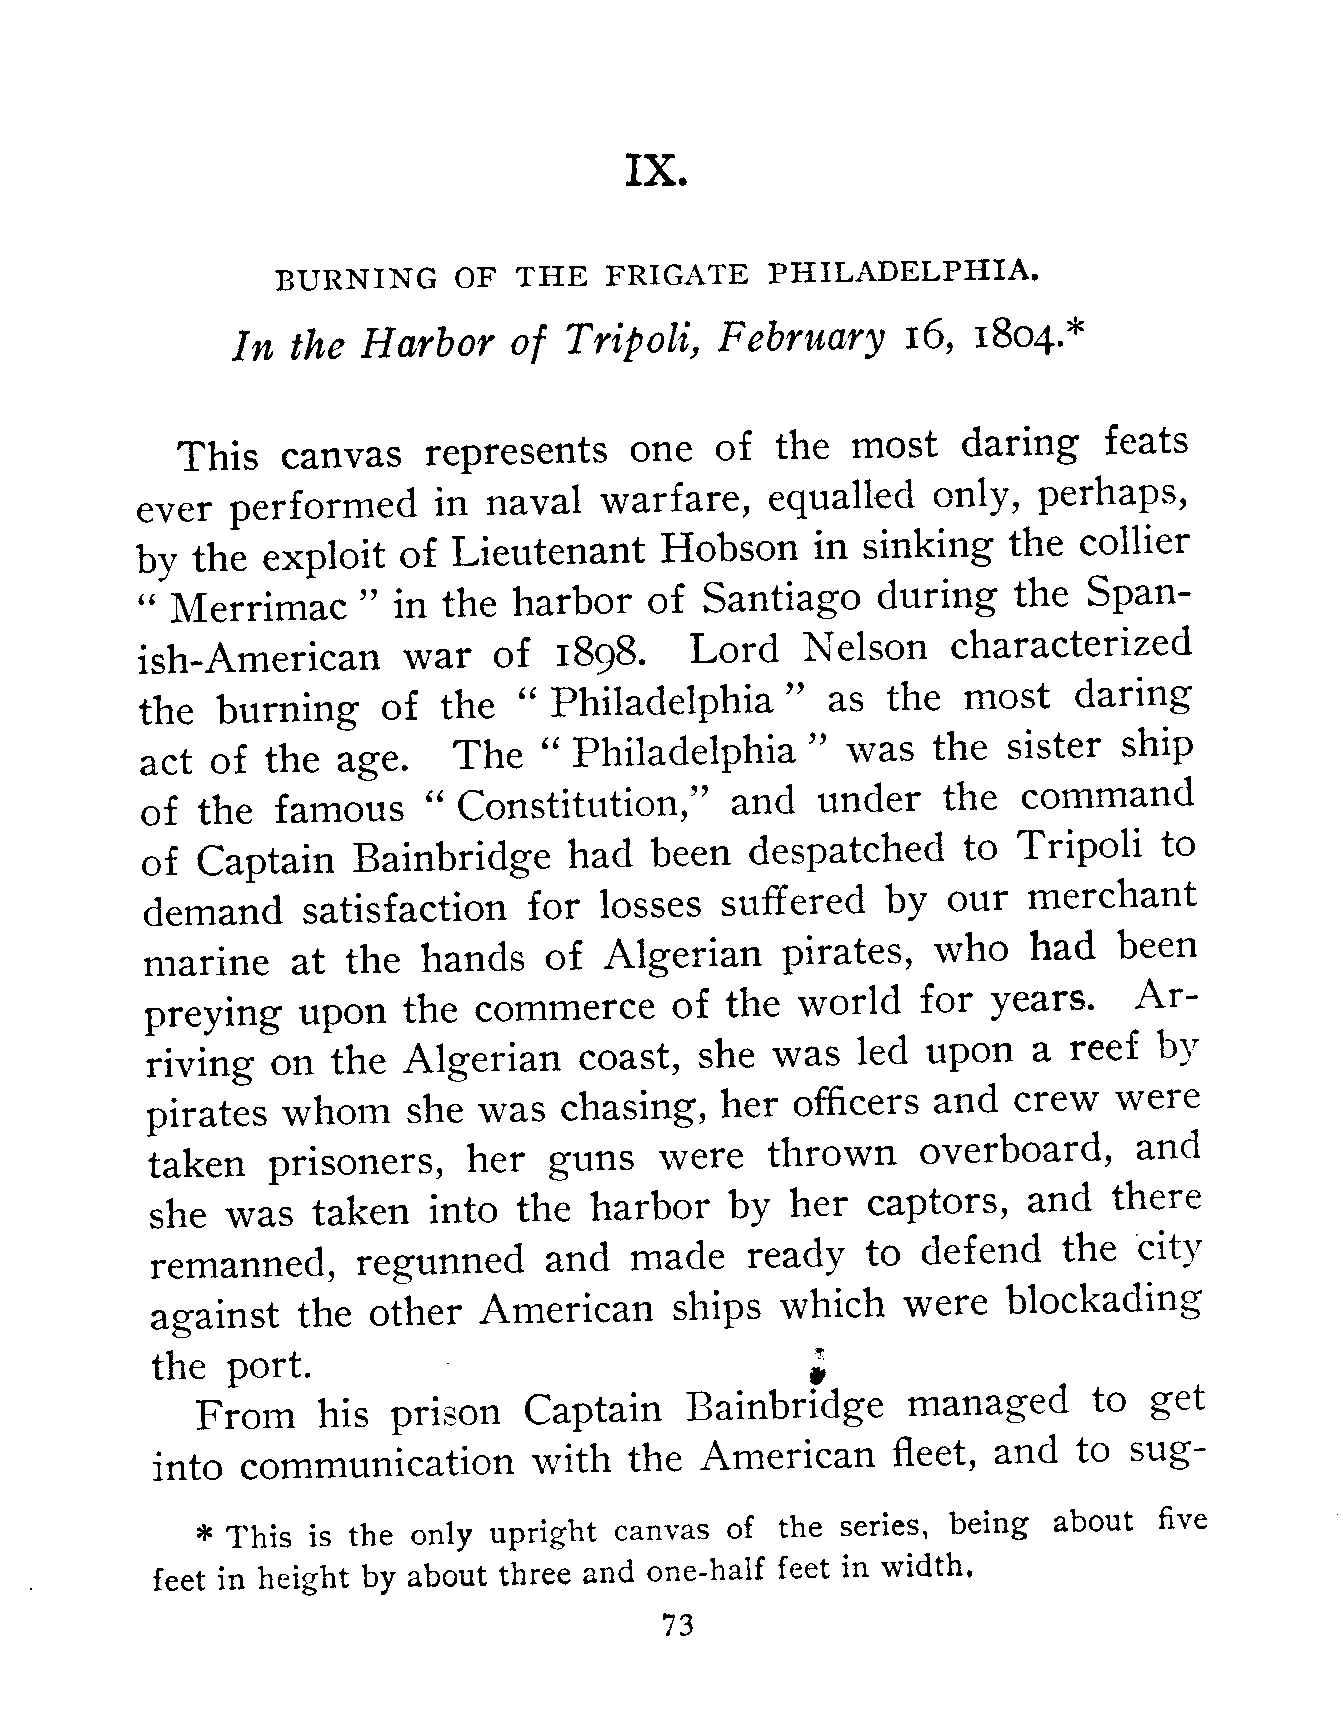 IX.
BURNING OF THE FRIGATE PHILADELPHIA.
In the Harbor of Tripoli, February 16, 1804.*
This canvas represents one of the most daring feats
ever performed in naval warfare, equalled only, perhaps,
by the exploit of Lieutenant Hobson in sinking the collier
“ Merrimac ” in the harbor of Santiago during the Span-
ish-American war of 1898. Lord Nelson characterized
the burning of the “ Philadelphia ” as the most daring
act of the age. The “ Philadelphia ” was the sister ship
of the famous “ Constitution,” and under the command
of Captain Bainbridge had been despatched to Tripoli to
demand satisfaction for losses suffered by our merchant
marine at the hands of Algerian pirates, who had been
preying upon the commerce of the world for years. Ar-
riving on the Algerian coast, she was led upon a reef by
pirates whom she was chasing, her officers and crew were
taken prisoners, her guns were thrown overboard, and
she was taken into the harbor by her captors, and there
remanned, regunned and made ready to defend the city
against the other American ships which were blockading
the port.
From his prison Captain Bainbridge managed to get
into communication with the American fleet, and to sug-
* This is the only upright canvas of the series, being about five
feet in height by about three and one-half feet in width.
73